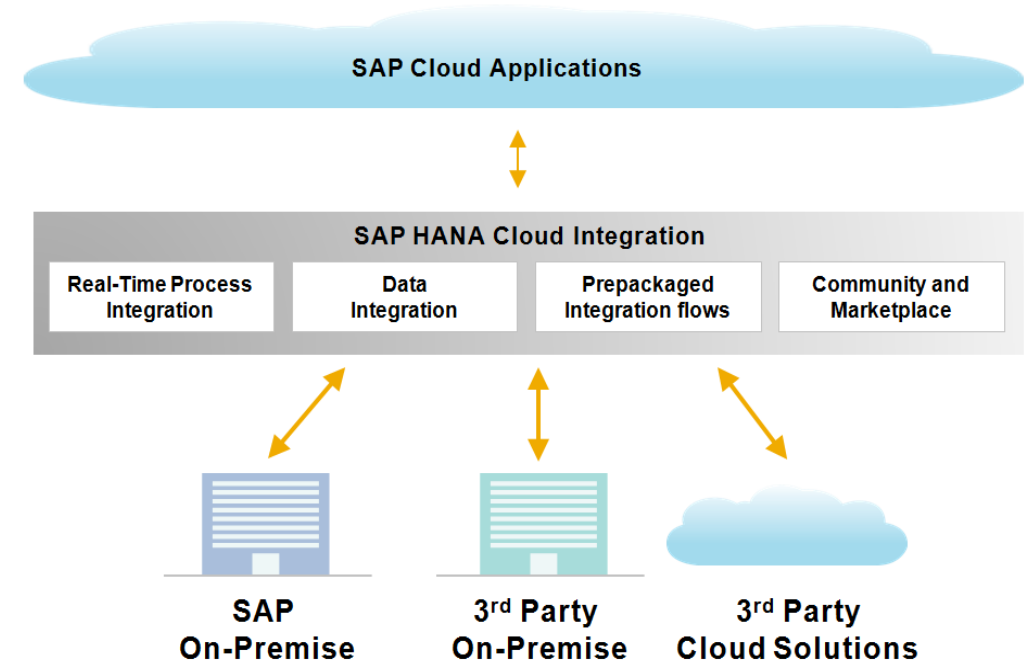 SAP Cloud Applications
SAP HANA Cloud Integration
Real-Time Process
Integration
Data
Integration
Prepackaged
Integration flows
Community and
Marketplace
SAP
On-Premise
3rd Party
On-Premise
3rd Party
Cloud Solutions